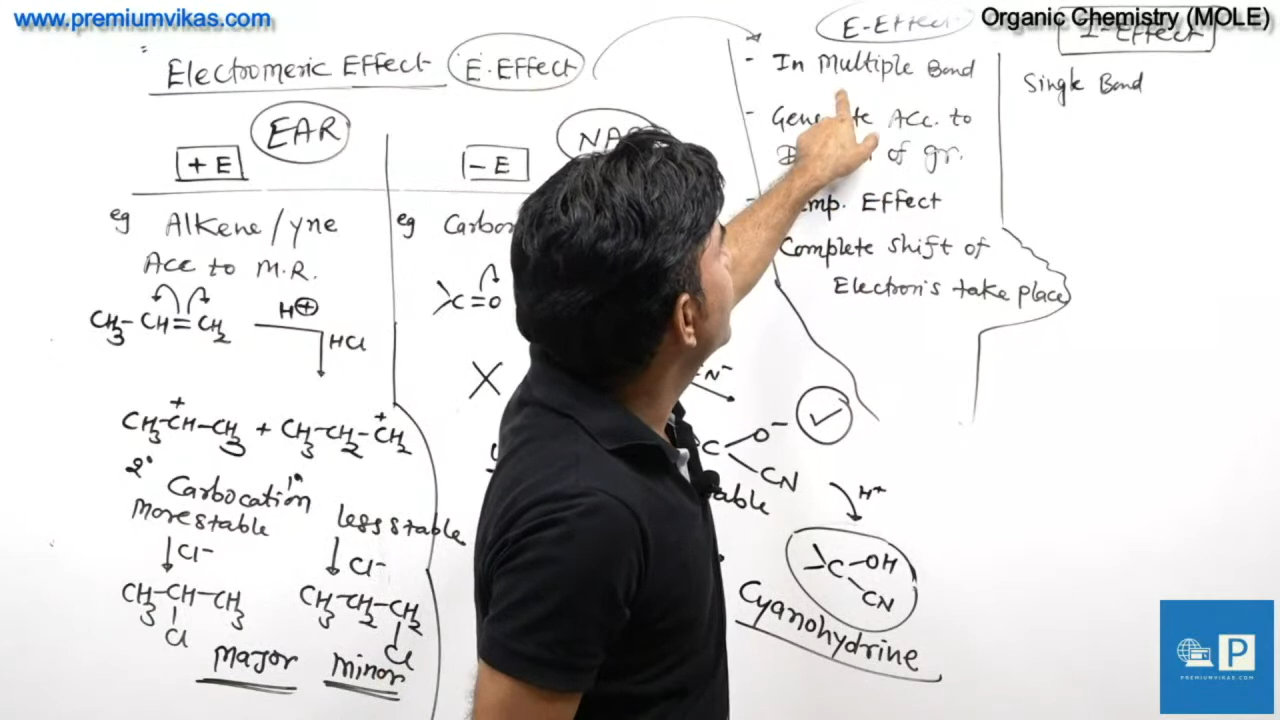 www.premiumvikas.com
Organic Chemistry (MOLE)
Electromeric Effect E.Effect
EAR
+ E
eg Alkene/yne
Acc to M.R.
CH3-CH=CH2
H⊕
HCl
CH3-CH-CH3 + CH3-CH2-CH2
+ +
2° Carbocation 1°
More stable less stable
Cl- Cl-
CH3-CH-CH3 CH3-CH2-CH2
Cl Cl
Major Minor
- E
eg
C=O
X
C O-
CN
H+
C-OH
CN
Cyanohydrine
E-Effect
- In Multiple Bond
- Acc. to
of gr.
Effect
Complete shift of
Electron's take place
I-Effect
Single Bond
P
PREMIUMVIKAS.COM